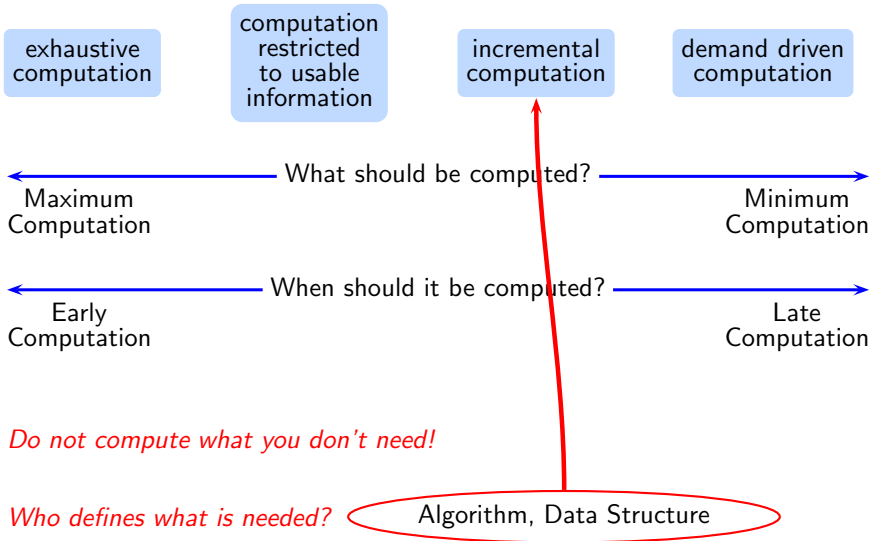 exhaustive
computation
computation
restricted
to usable
information
incremental
computation
demand driven
computation
What should be computed?
Maximum
Computation
Minimum
Computation
When should it be computed?
Early
Computation
Late
Computation
Do not compute what you don't need!
Who defines what is needed?
Algorithm, Data Structure